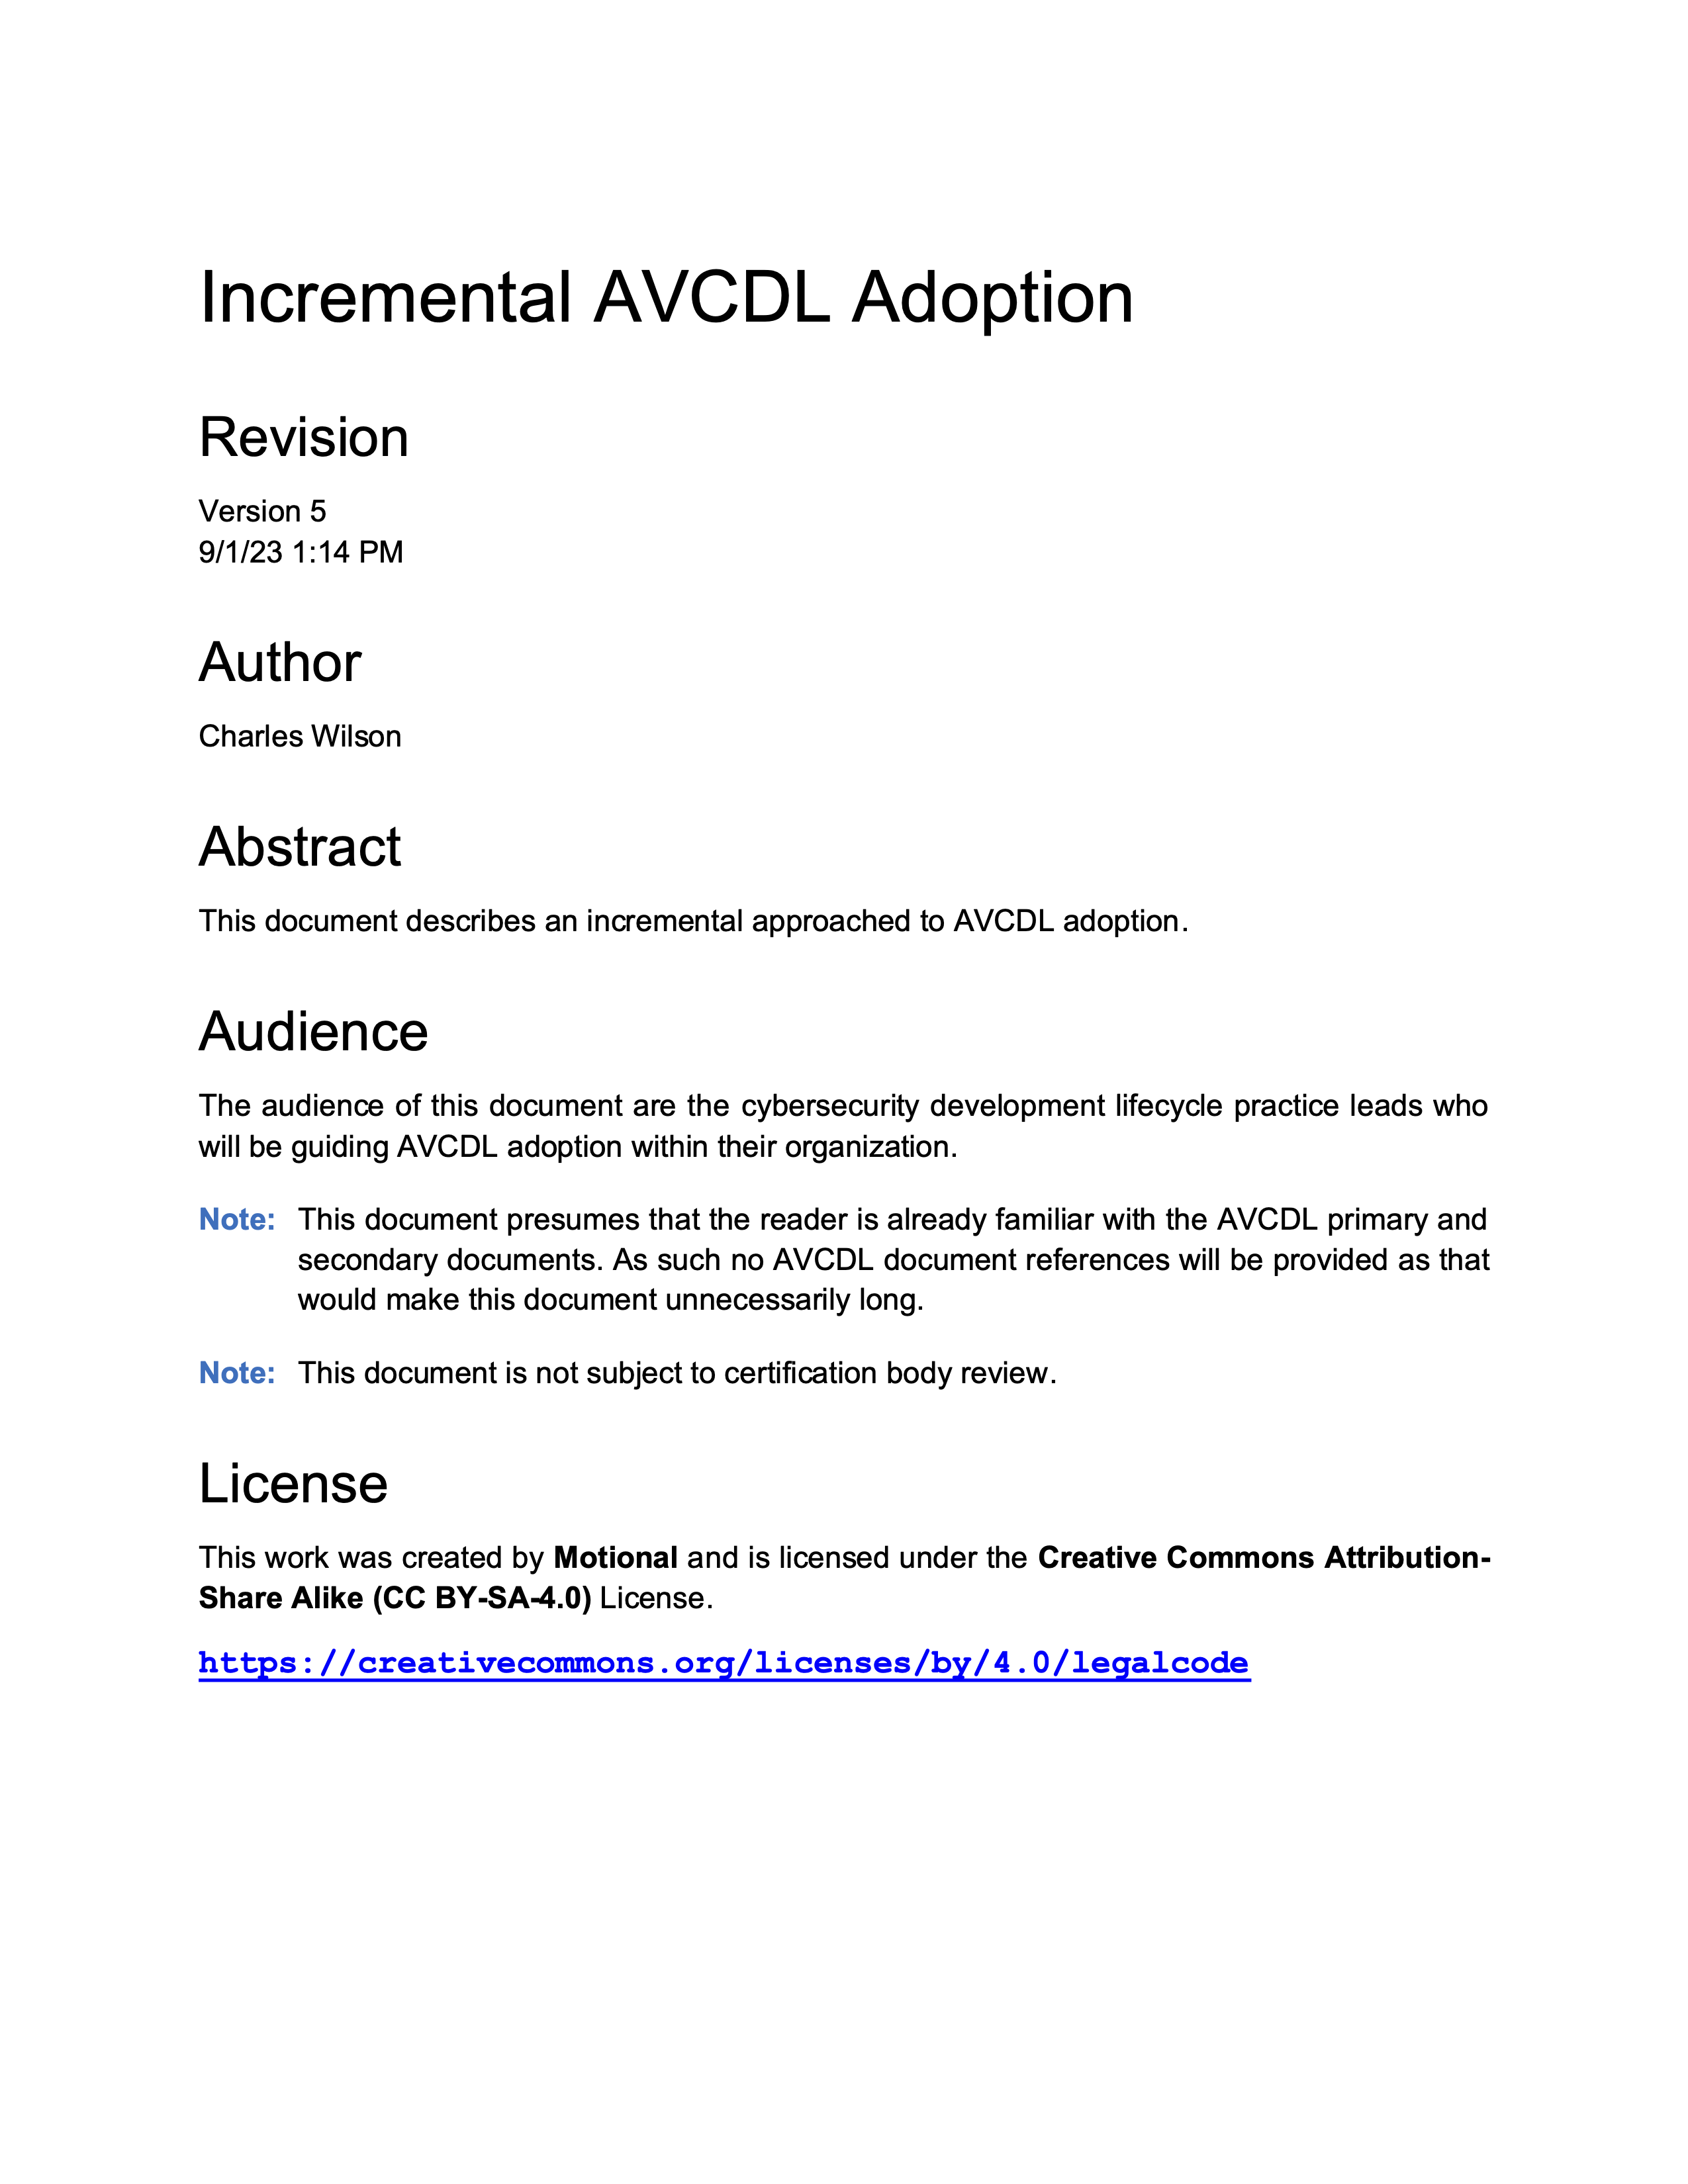 Incremental AVCDL Adoption
Revision
Version 5
9/1/23 1:14 PM
Author
Charles Wilson
Abstract
This document describes an incremental approached to AVCDL adoption.
Audience
The audience of this document are the cybersecurity development lifecycle practice leads who
will be guiding AVCDL adoption within their organization.
Note: This document presumes that the reader is already familiar with the AVCDL primary and
secondary documents. As such no AVCDL document references will be provided as that
would make this document unnecessarily long.
Note: This document is not subject to certification body review.
License
This work was created by Motional and is licensed under the Creative Commons Attribution-
Share Alike (CC BY-SA-4.0) License.
https://creativecommons.org/licenses/by/4.0/legalcode